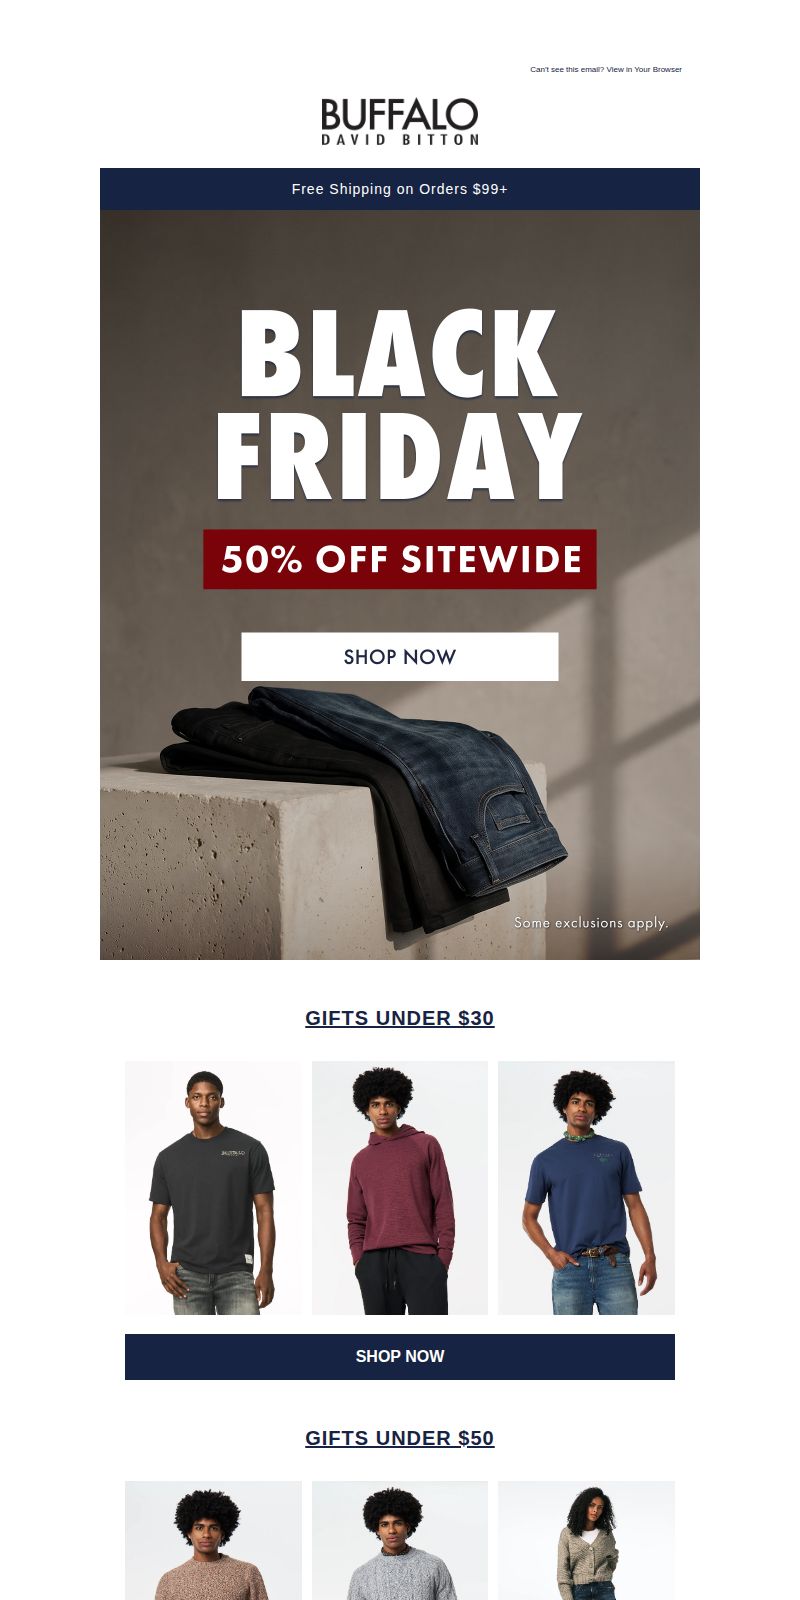 Can't see this email? View in Your Browser
BUFFALO
DAVID BITTON
Free Shipping on Orders $99+
BLACK
FRIDAY
50% OFF SITEWIDE
SHOP NOW
Some exclusions apply.
GIFTS UNDER $30
BUFFALO
SHOP NOW
GIFTS UNDER $50